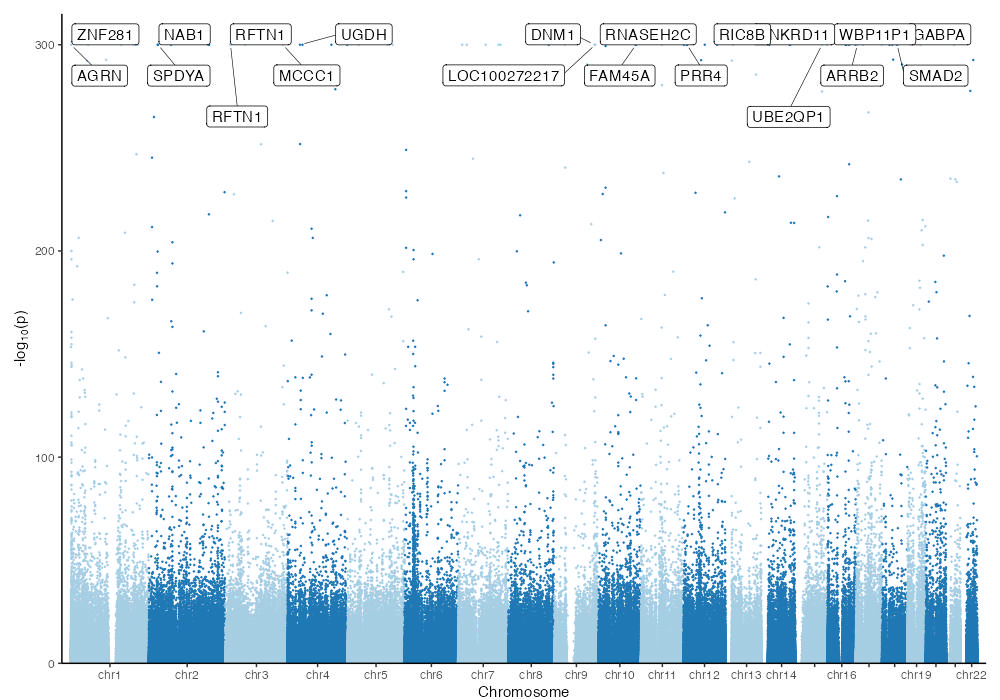 ZNF281 NAB1 RFTN1 UGDH DNM1 RNASEH2C RIC8B NKRD11 WBP11P1 GABPA
300
AGRN SPDYA MCCC1 LOC100272217 FAM45A PRR4 ARRB2 SMAD2
RFTN1 UBE2QP1
200
-log10(p)
100
0
chr1 chr2 chr3 chr4 chr5 chr6 chr7 chr8 chr9 chr10 chr11 chr12 chr13 chr14 chr16 chr19 chr22
Chromosome